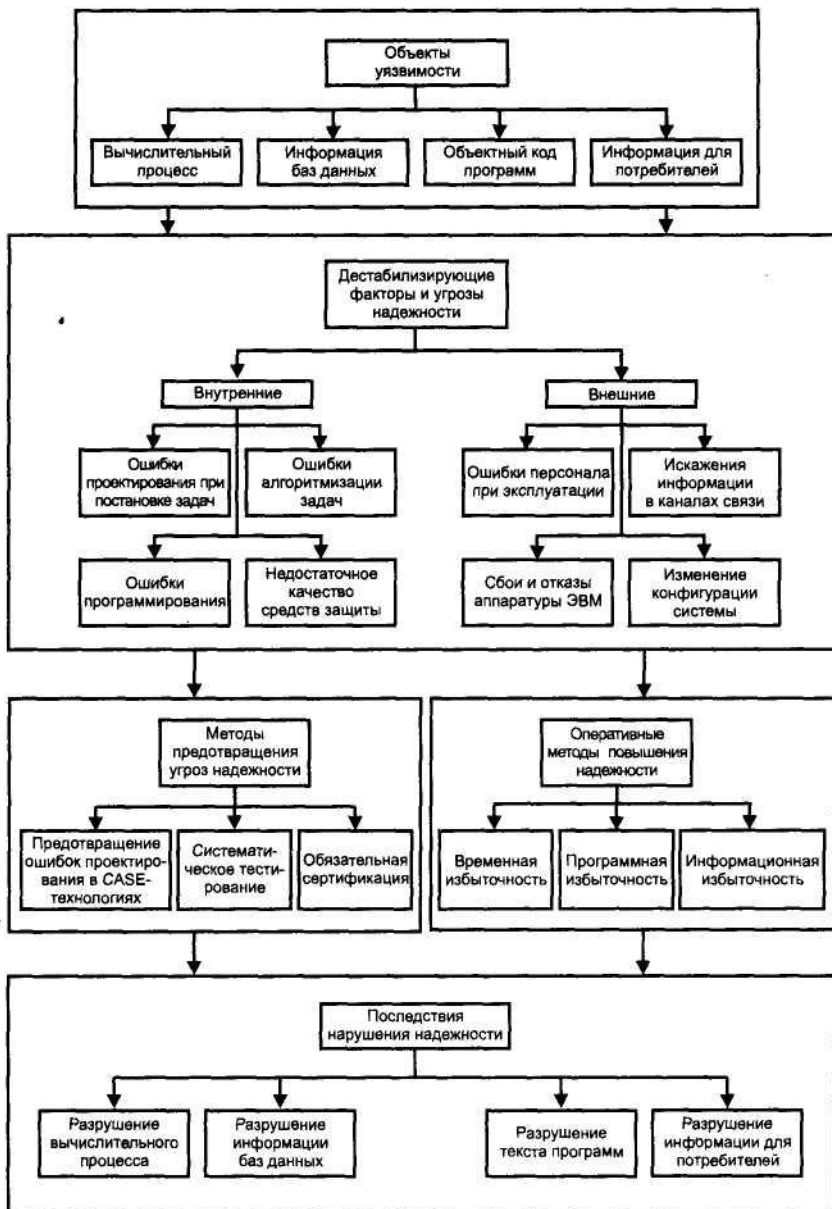 Объекты
уязвимости
Вычислительный
процесс
Информация
баз данных
Объектный код
программ
Информация для
потребителей
Дестабилизирующие
факторы и угрозы
надежности
Внутренние
Внешние
Ошибки
проектирования при
постановке задач
Ошибки
алгоритмизации
задач
Ошибки персонала
при эксплуатации
Искажения
информации
в каналах связи
Ошибки
программирования
Недостаточное
качество
средств защиты
Сбои и отказы
аппаратуры ЭВМ
Изменение
конфигурации
системы
Методы
предотвращения
угроз надежности
Оперативные
методы повышения
надежности
Предотвращение
ошибок проектиро-
вания в CASE-
технологиях
Системати-
ческое тести-
рование
Обязательная
сертификация
Временная
избыточность
Программная
избыточность
Информационная
избыточность
Последствия
нарушения надежности
Разрушение
вычислительного
процесса
Разрушение
информации
баз данных
Разрушение
текста программ
Разрушение
информации для
потребителей